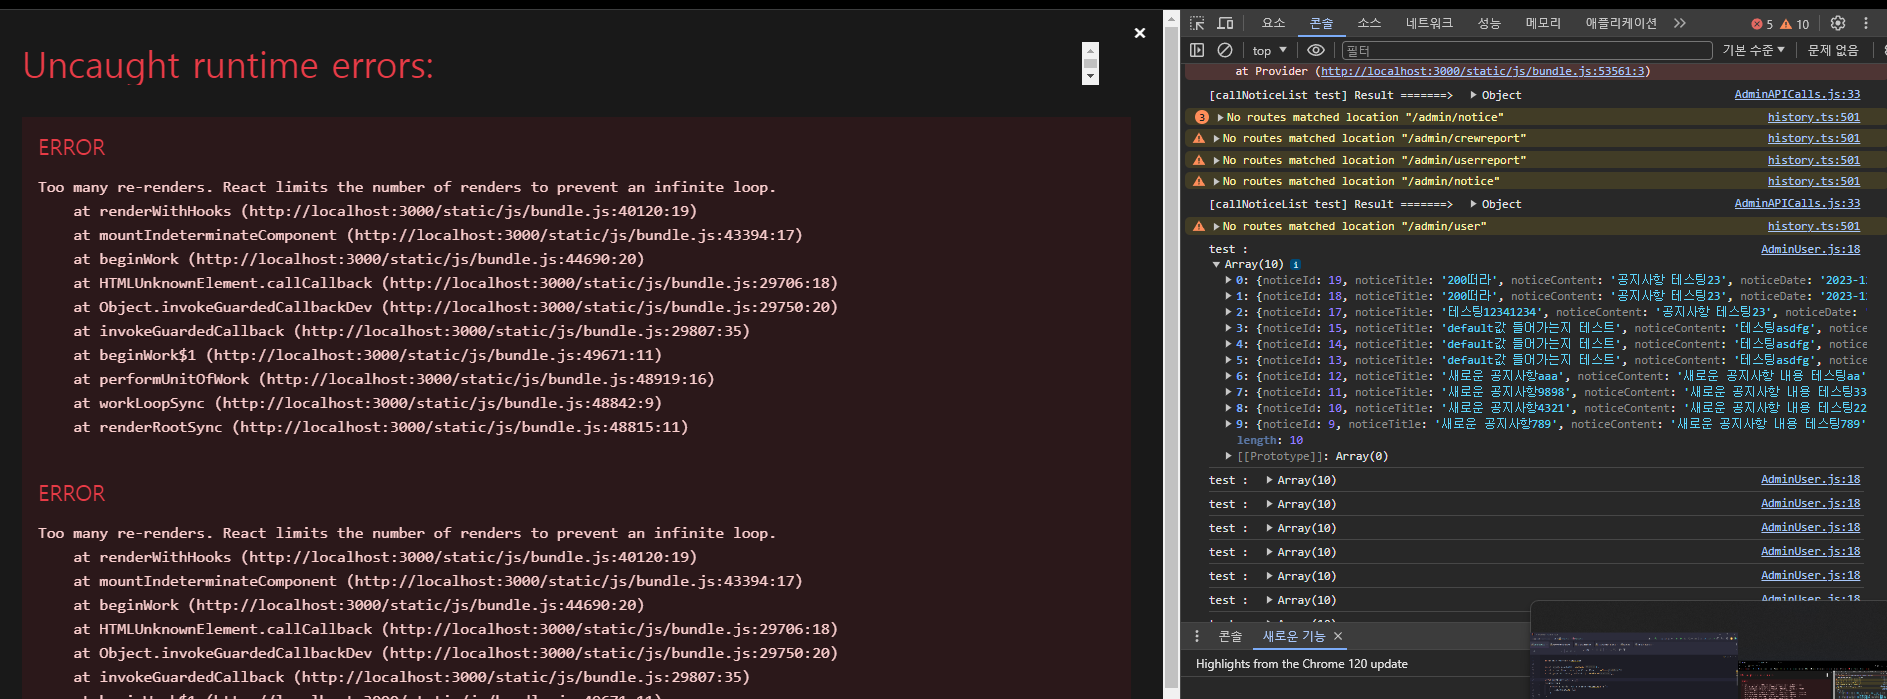 Uncaught runtime errors:
×
ERROR
Too many re-renders. React limits the number of renders to prevent an infinite loop.
at renderWithHooks (http://localhost:3000/static/js/bundle.js:40120:19)
at mountIndeterminateComponent (http://localhost:3000/static/js/bundle.js:43394:17)
at beginWork (http://localhost:3000/static/js/bundle.js:44690:20)
at HTMLUnknownElement.callCallback (http://localhost:3000/static/js/bundle.js:29706:18)
at Object.invokeGuardedCallbackDev (http://localhost:3000/static/js/bundle.js:29750:20)
at invokeGuardedCallback (http://localhost:3000/static/js/bundle.js:29807:35)
at beginWork$1 (http://localhost:3000/static/js/bundle.js:49671:11)
at performUnitOfWork (http://localhost:3000/static/js/bundle.js:48919:16)
at workLoopSync (http://localhost:3000/static/js/bundle.js:48842:9)
at renderRootSync (http://localhost:3000/static/js/bundle.js:48815:11)
ERROR
Too many re-renders. React limits the number of renders to prevent an infinite loop.
at renderWithHooks (http://localhost:3000/static/js/bundle.js:40120:19)
at mountIndeterminateComponent (http://localhost:3000/static/js/bundle.js:43394:17)
at beginWork (http://localhost:3000/static/js/bundle.js:44690:20)
at HTMLUnknownElement.callCallback (http://localhost:3000/static/js/bundle.js:29706:18)
at Object.invokeGuardedCallbackDev (http://localhost:3000/static/js/bundle.js:29750:20)
at invokeGuardedCallback (http://localhost:3000/static/js/bundle.js:29807:35)
요소 콘솔 소스 네트워크 성능 메모리 애플리케이션 5 10
top 필터 기본 수준 문제 없음
at Provider (http://localhost:3000/static/js/bundle.js:53561:3)
[callNoticeList test] Result =======> Object AdminAPICalls.js:33
3 No routes matched location "/admin/notice" history.ts:501
No routes matched location "/admin/crewreport" history.ts:501
No routes matched location "/admin/userreport" history.ts:501
No routes matched location "/admin/notice" history.ts:501
[callNoticeList test] Result =======> Object AdminAPICalls.js:33
No routes matched location "/admin/user" history.ts:501
test : AdminUser.js:18
Array(10) i
0: {noticeId: 19, noticeTitle: '200떠라', noticeContent: '공지사항 테스팅23', noticeDate: '2023-1
1: {noticeId: 18, noticeTitle: '200떠라', noticeContent: '공지사항 테스팅23', noticeDate: '2023-1
2: {noticeId: 17, noticeTitle: '테스팅12341234', noticeContent: '공지사항 테스팅23', noticeDate: '
3: {noticeId: 15, noticeTitle: 'default값 들어가는지 테스트', noticeContent: '테스팅asdfg', notice
4: {noticeId: 14, noticeTitle: 'default값 들어가는지 테스트', noticeContent: '테스팅asdfg', notice
5: {noticeId: 13, noticeTitle: 'default값 들어가는지 테스트', noticeContent: '테스팅asdfg', notice
6: {noticeId: 12, noticeTitle: '새로운 공지사항aaa', noticeContent: '새로운 공지사항 내용 테스팅aa'
7: {noticeId: 11, noticeTitle: '새로운 공지사항9898', noticeContent: '새로운 공지사항 내용 테스팅33
8: {noticeId: 10, noticeTitle: '새로운 공지사항4321', noticeContent: '새로운 공지사항 내용 테스팅22
9: {noticeId: 9, noticeTitle: '새로운 공지사항789', noticeContent: '새로운 공지사항 내용 테스팅789'
length: 10
[[Prototype]]: Array(0)
test : Array(10) AdminUser.js:18
test : Array(10) AdminUser.js:18
test : Array(10) AdminUser.js:18
test : Array(10) AdminUser.js:18
test : Array(10) AdminUser.js:18
test : Array(10) AdminUser.js:18
콘솔 새로운 기능 ×
Highlights from the Chrome 120 update